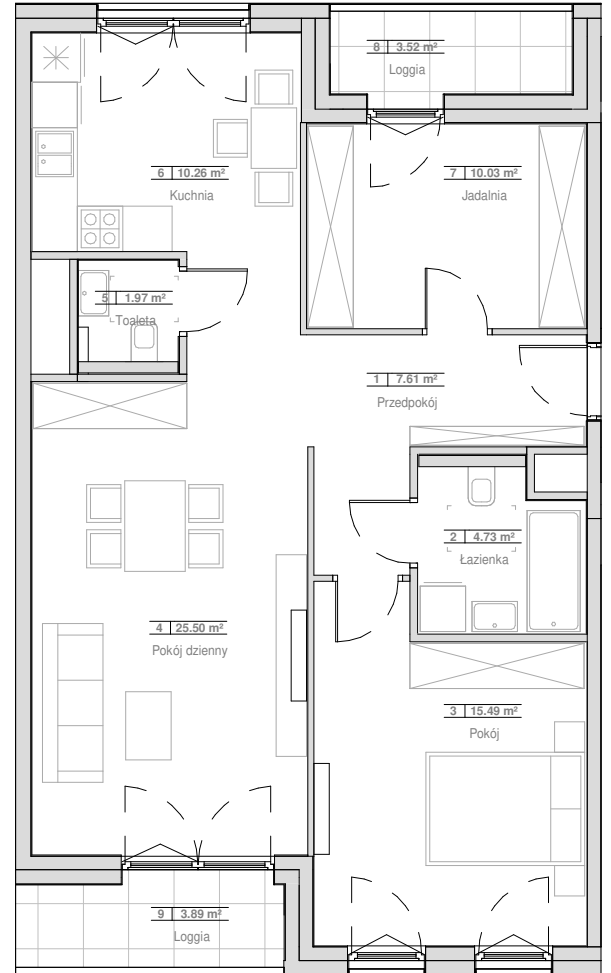 8 3.52 m²
Loggia
6 10.26 m²
Kuchnia
7 10.03 m²
Jadalnia
5 1.97 m²
Toaleta
1 7.61 m²
Przedpokój
2 4.73 m²
Łazienka
4 25.50 m²
Pokój dzienny
3 15.49 m²
Pokój
9 3.89 m²
Loggia